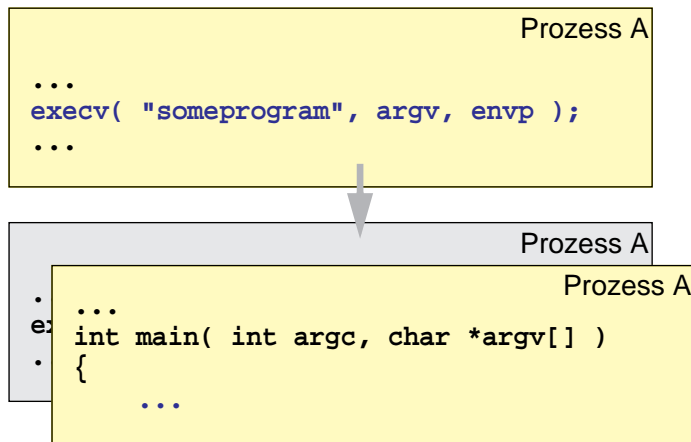 Prozess A
...
execv( "someprogram", argv, envp );
...
Prozess A
Prozess A
...
int main( int argc, char *argv[] )
{
...